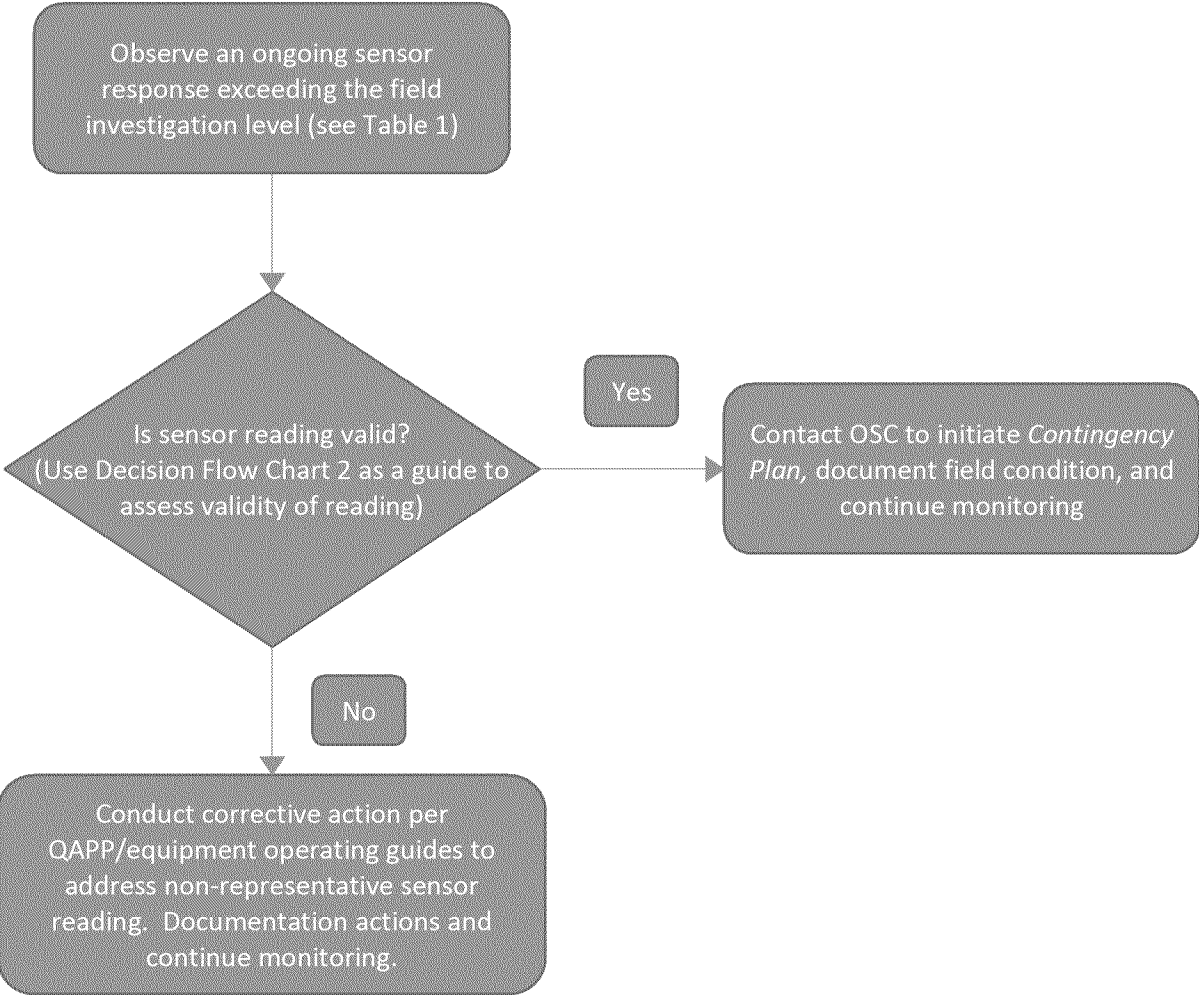 Observe an ongoing sensor
response exceeding the field
investigation level (see Table 1)
Is sensor reading valid?
(Use Decision Flow Chart 2 as a guide to
assess validity of reading)
Yes
Contact OSC to initiate Contingency
Plan, document field condition, and
continue monitoring
No
Conduct corrective action per
QAPP/equipment operating guides to
address non-representative sensor
reading.  Documentation actions and
continue monitoring.